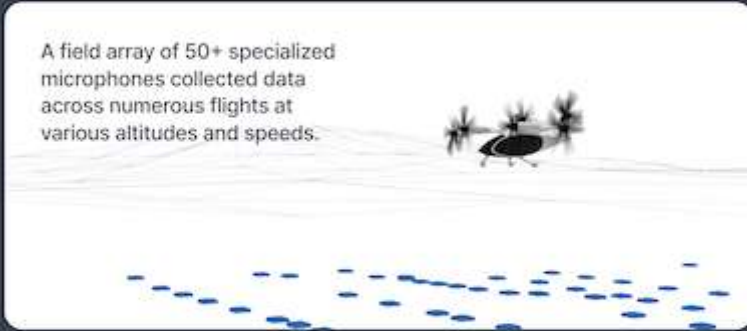 A field array of 50+ specialized
microphones collected data
across numerous flights at
various altitudes and speeds.